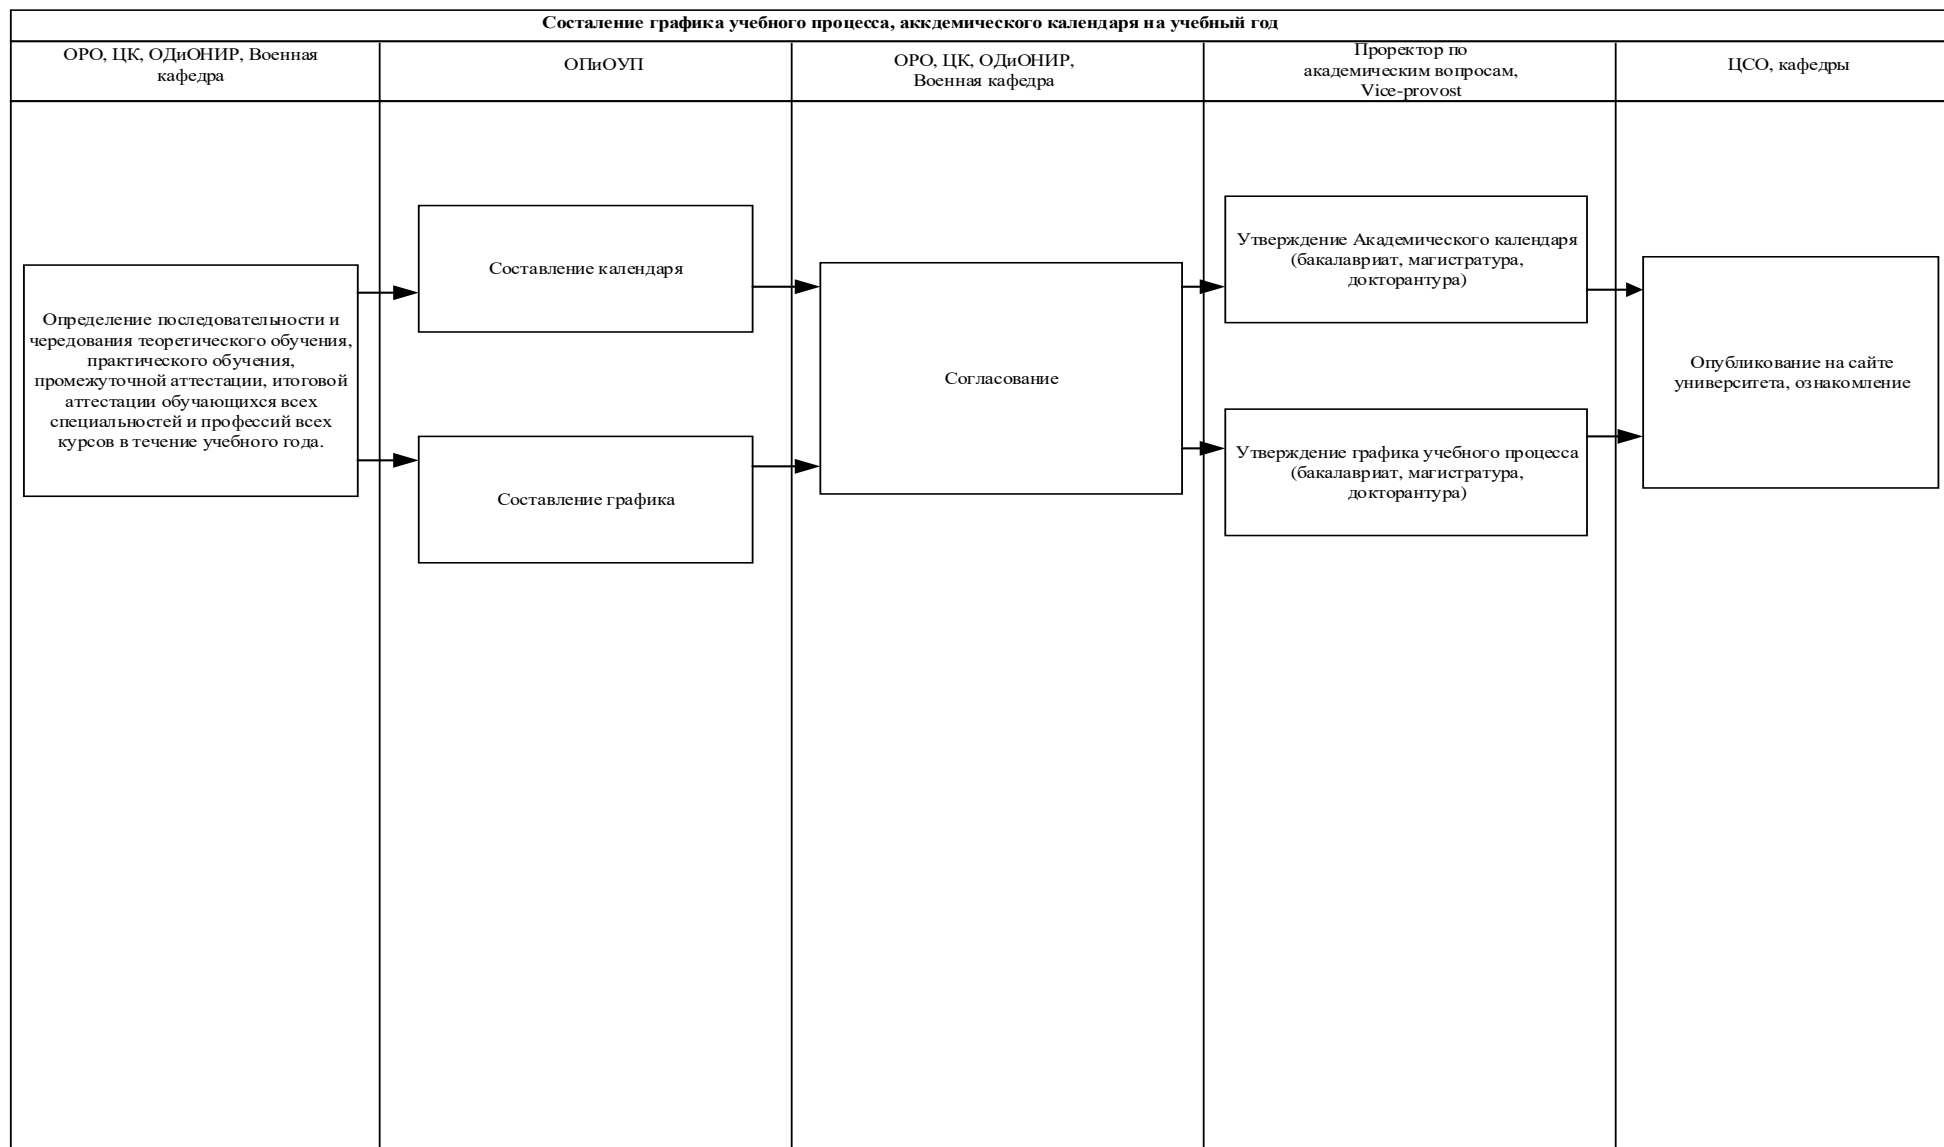 Состаление графика учебного процесса, аккдемического календаря на учебный год
ОРО, ЦК, ОДиОНИР, Военная
кафедра
ОПиОУП
ОРО, ЦК, ОДиОНИР,
Военная кафедра
Проректор по
академическим вопросам,
Vice-provost
ЦСО, кафедры
Определение последовательности и
чередования теоретического обучения,
практического обучения,
промежуточной аттестации, итоговой
аттестации обучающихся всех
специальностей и профессий всех
курсов в течение учебного года.
Составление календаря
Составление графика
Согласование
Утверждение Академического календаря
(бакалавриат, магистратура,
докторантура)
Утверждение графика учебного процесса
(бакалавриат, магистратура,
докторантура)
Опубликование на сайте
университета, ознакомление